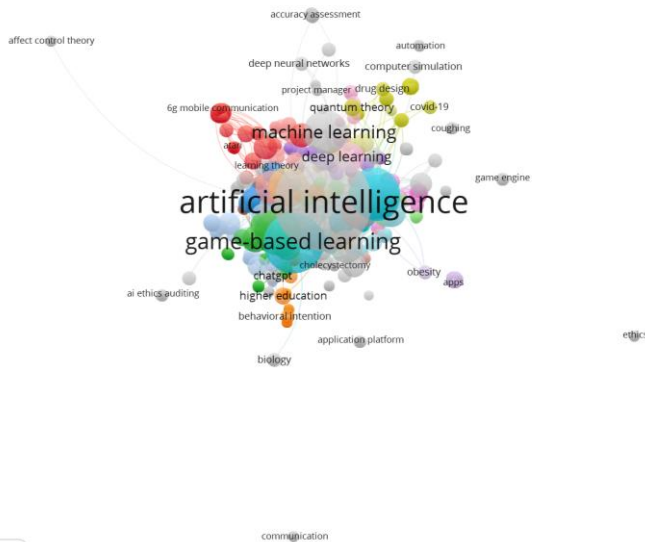 accuracy assessment
affect control theory
automation
deep neural networks
computer simulation
project manager
drug design
6g mobile communication
quantum theory
covid-19
machine learning
coughing
atari
deep learning
learning theory
game engine
artificial intelligence
game-based learning
cholecystectomy
chatgpt
obesity
apps
ai ethics auditing
higher education
behavioral intention
application platform
ethics
biology
communication